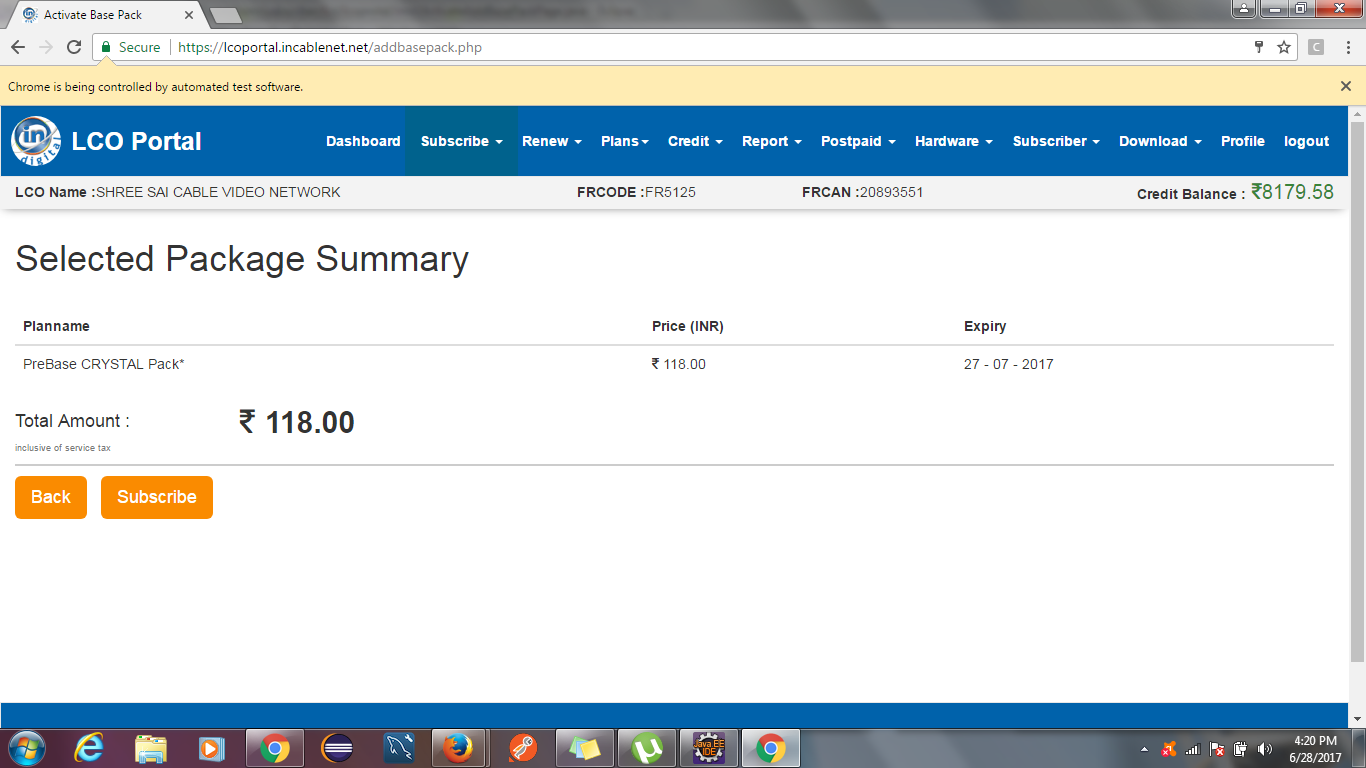 Activate Base Pack
Secure https://lcoportal.incablenet.net/addbasepack.php
C
Chrome is being controlled by automated test software.
in digital LCO Portal Dashboard Subscribe Renew Plans Credit Report Postpaid Hardware Subscriber Download Profile logout
LCO Name :SHREE SAI CABLE VIDEO NETWORK FRCODE :FR5125 FRCAN :20893551 Credit Balance : ₹8179.58
Selected Package Summary
Planname Price (INR) Expiry
PreBase CRYSTAL Pack* ₹ 118.00 27 - 07 - 2017
Total Amount : ₹ 118.00
inclusive of service tax
Back Subscribe
Java EE
IDE
4:20 PM
6/28/2017